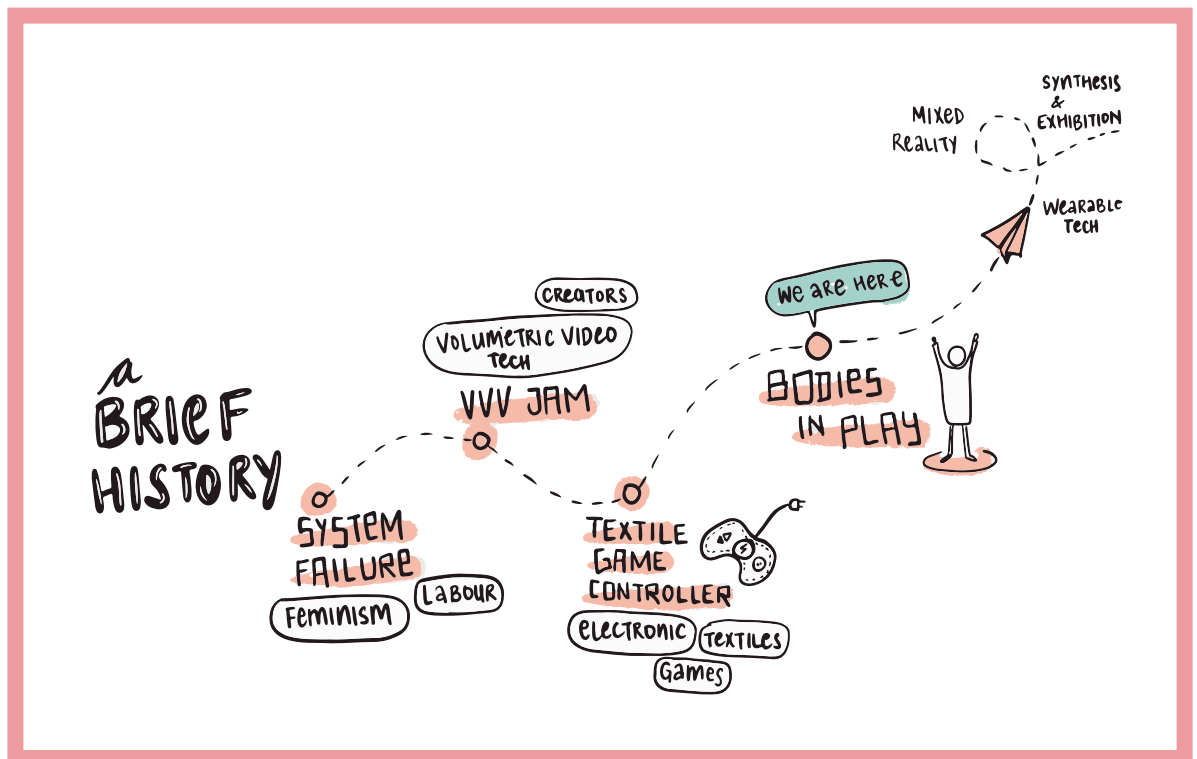 a
BRIEF
HISTORY
SYSTEM
FAILURE
FEMINISM
LABOUR
CREATORS
VOLUMETRIC VIDEO
TECH
VVV JAM
TEXTILE
GAME
CONTROLLER
ELECTRONIC
TEXTILES
GAMES
WE ARE HERE
BODIES
IN PLAY
WEARABLE
TECH
MIXED
REALITY
SYNTHESIS
&
EXHIBITION